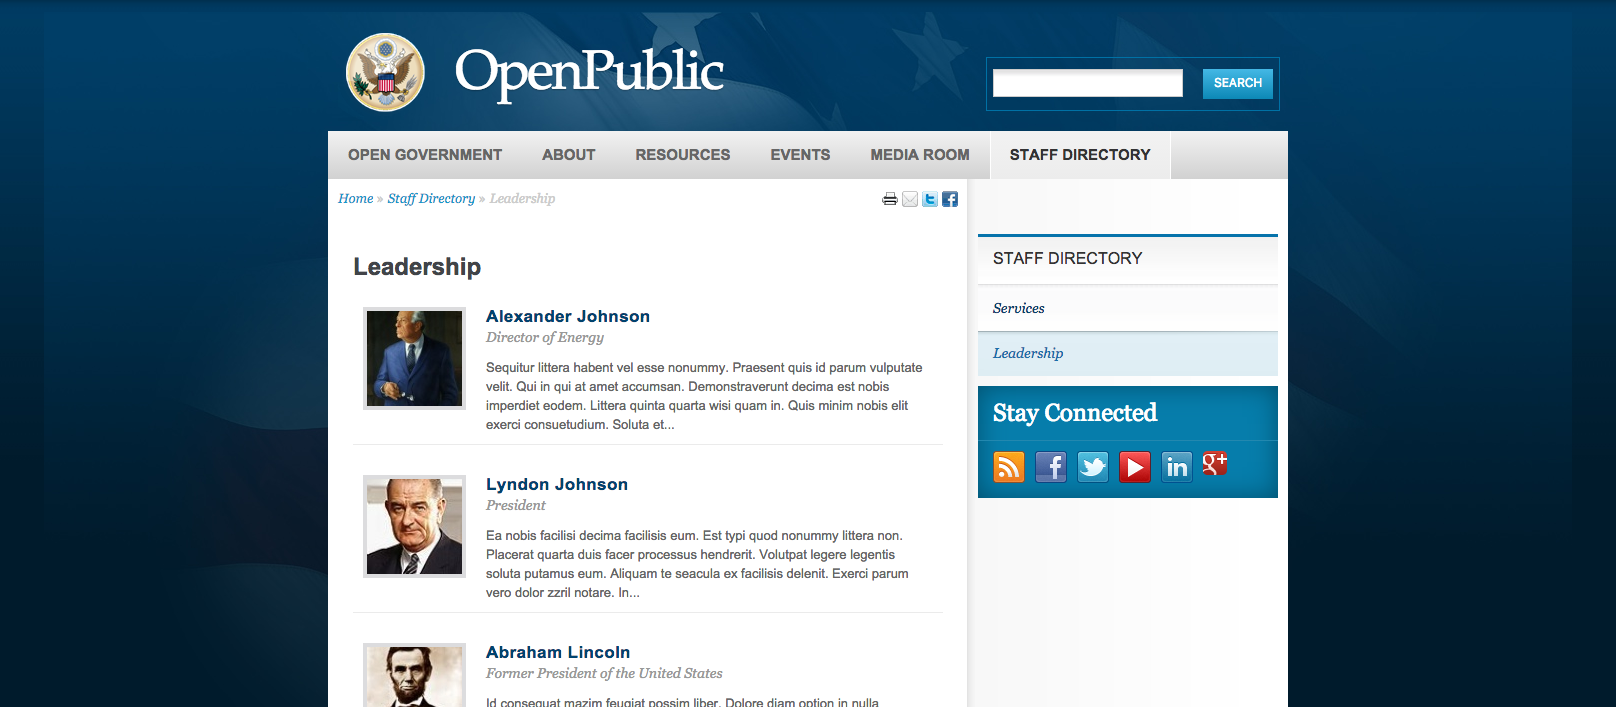 OpenPublic
SEARCH
OPEN GOVERNMENT ABOUT RESOURCES EVENTS MEDIA ROOM STAFF DIRECTORY
Home » Staff Directory » Leadership
Leadership
Alexander Johnson
Director of Energy
Sequitur littera habent vel esse nonummy. Praesent quis id parum vulputate
velit. Qui in qui at amet accumsan. Demonstraverunt decima est nobis
imperdiet eodem. Littera quinta quarta wisi quam in. Quis minim nobis elit
exerci consuetudium. Soluta et...
Lyndon Johnson
President
Ea nobis facilisi decima facilisis eum. Est typi quod nonummy littera non.
Placerat quarta duis facer processus hendrerit. Volutpat legere legentis
soluta putamus eum. Aliquam te seacula ex facilisis delenit. Exerci parum
vero dolor zzril notare. In...
Abraham Lincoln
Former President of the United States
Id consequat mazim feugiat possim liber. Dolore diam option in nulla
STAFF DIRECTORY
Services
Leadership
Stay Connected